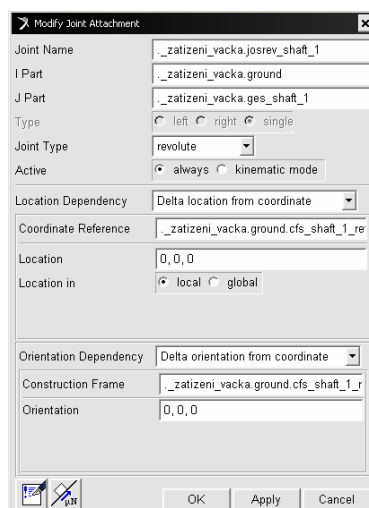 Modify Joint Attachment
Joint Name ._zatizeni_vacka.josrev_shaft_1
I Part ._zatizeni_vacka.ground
J Part ._zatizeni_vacka.ges_shaft_1
Type left right single
Joint Type revolute
Active always kinematic mode
Location Dependency Delta location from coordinate
Coordinate Reference ._zatizeni_vacka.ground.cfs_shaft_1_re
Location 0,0,0
Location in local global
Orientation Dependency Delta orientation from coordinate
Construction Frame ._zatizeni_vacka.ground.cfs_shaft_1_r
Orientation 0,0,0
μN OK Apply Cancel